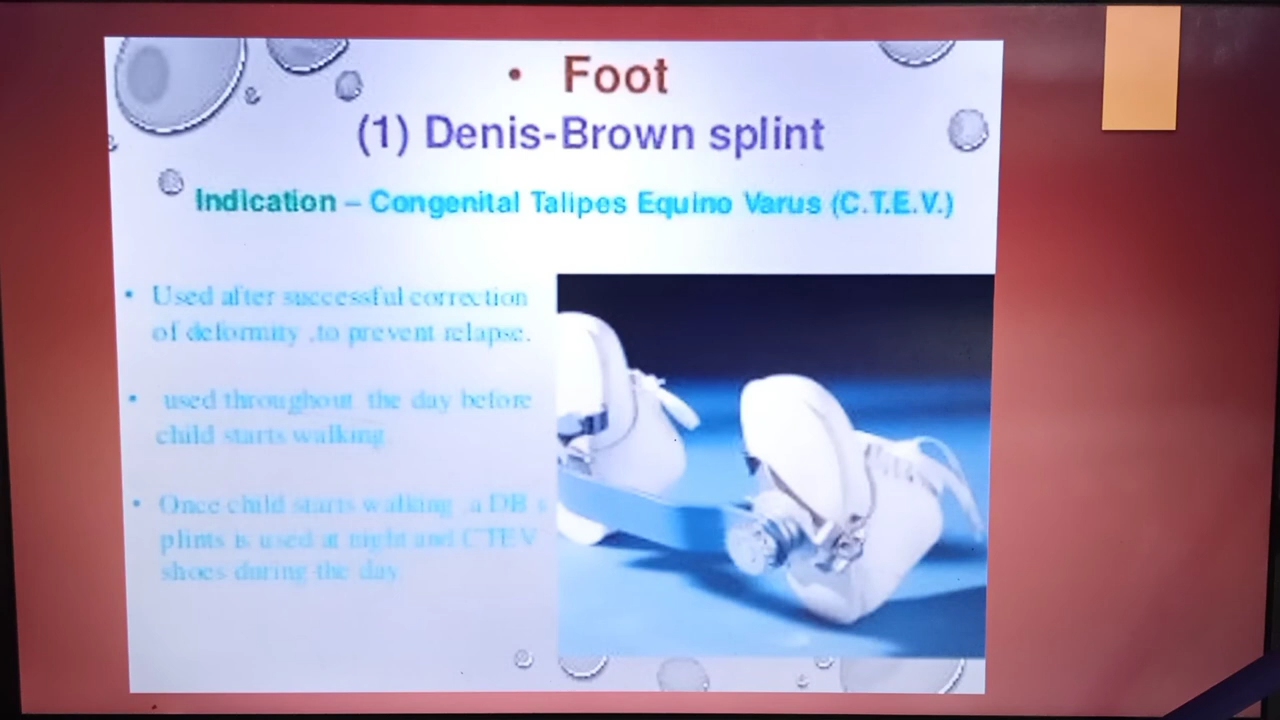 • Foot
(1) Denis-Brown splint
Indication – Congenital Talipes Equino Varus (C.T.E.V.)
• Used after successful correction
of deformity ,to prevent relapse.
• used throughout the day before
child starts walking
• Once child starts walking ,a DB s
plints is used at night and CTEV
shoes during the day